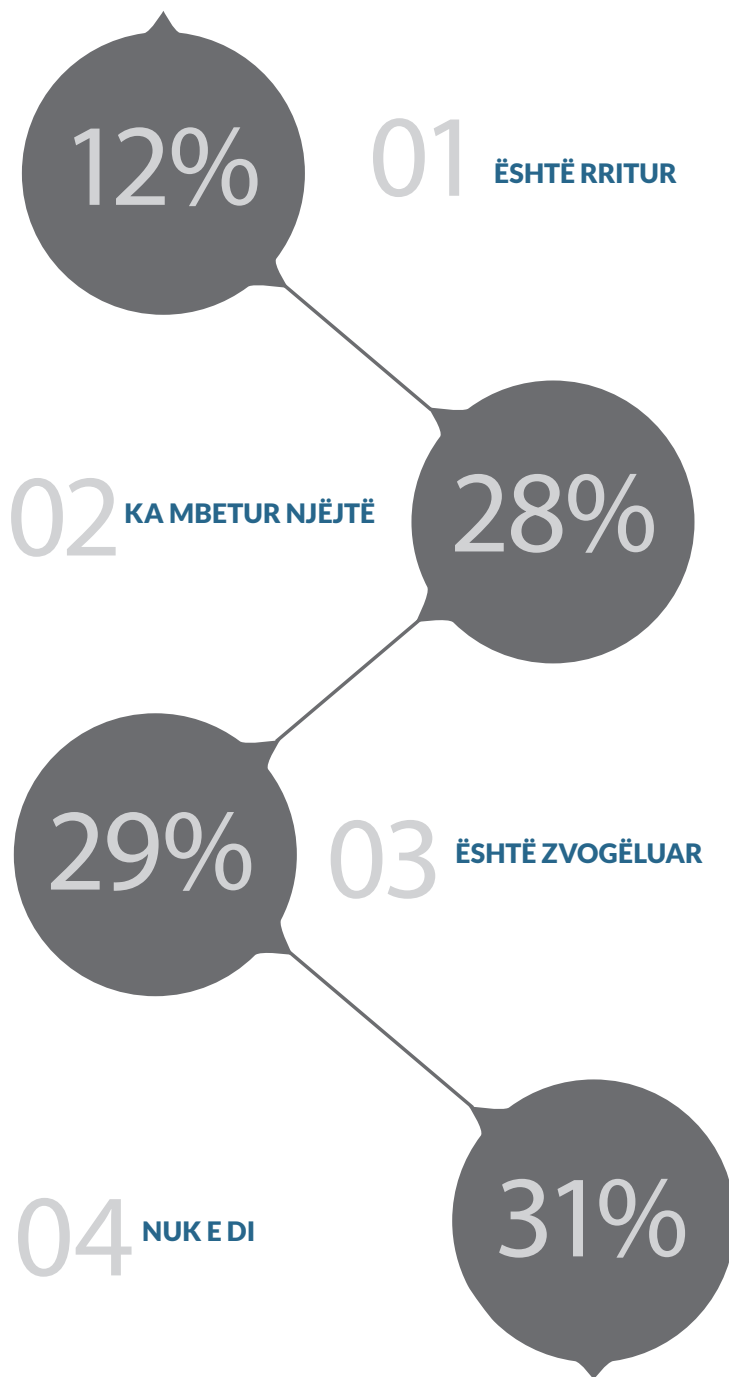 12%
01 ËSHTË RRITUR
02 KA MBETUR NJËJTË
28%
29%
03 ËSHTË ZVOGËLUAR
04 NUK E DI
31%